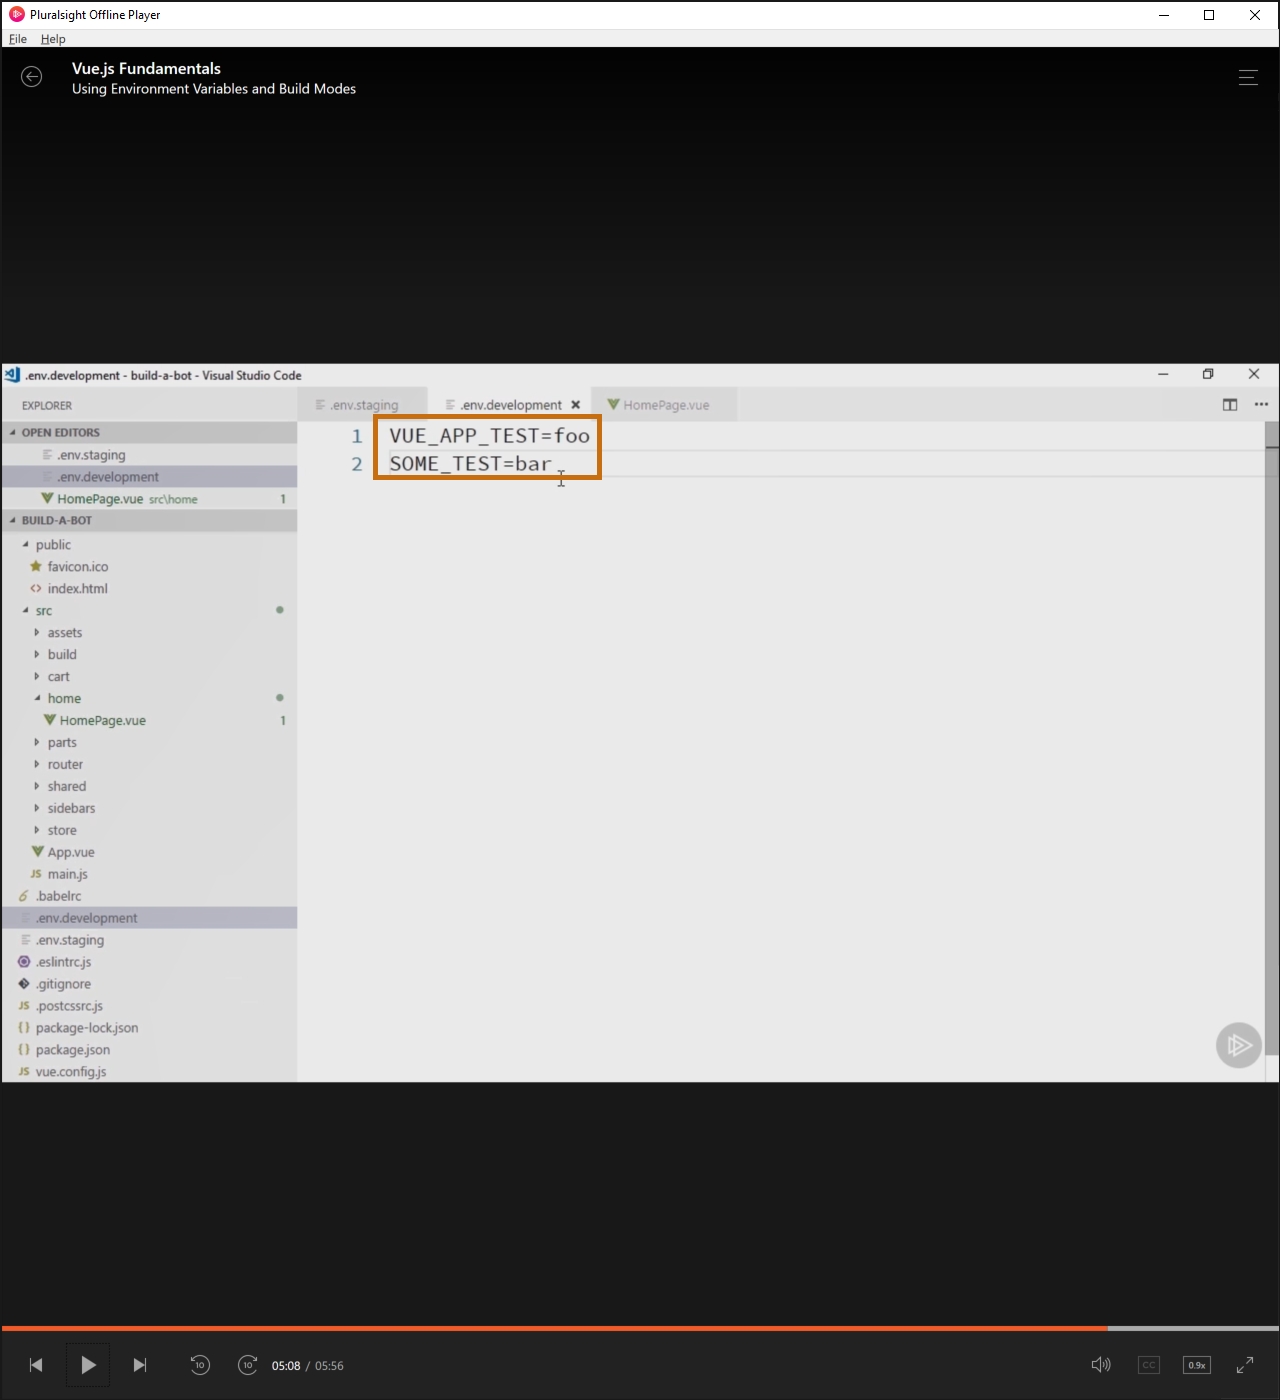 Pluralsight Offline Player
File Help
Vue.js Fundamentals
Using Environment Variables and Build Modes
.env.development - build-a-bot - Visual Studio Code
EXPLORER
.env.staging
.env.development
HomePage.vue
OPEN EDITORS
.env.staging
.env.development
HomePage.vue src\home 1
BUILD-A-BOT
public
favicon.ico
index.html
src
assets
build
cart
home
HomePage.vue 1
parts
router
shared
sidebars
store
App.vue
JS main.js
.babelrc
.env.development
.env.staging
.eslintrc.js
.gitignore
JS .postcssrc.js
{} package-lock.json
{} package.json
JS vue.config.js
1 VUE_APP_TEST=foo
2 SOME_TEST=bar
10
10
05:08 / 05:56
CC
0.9x